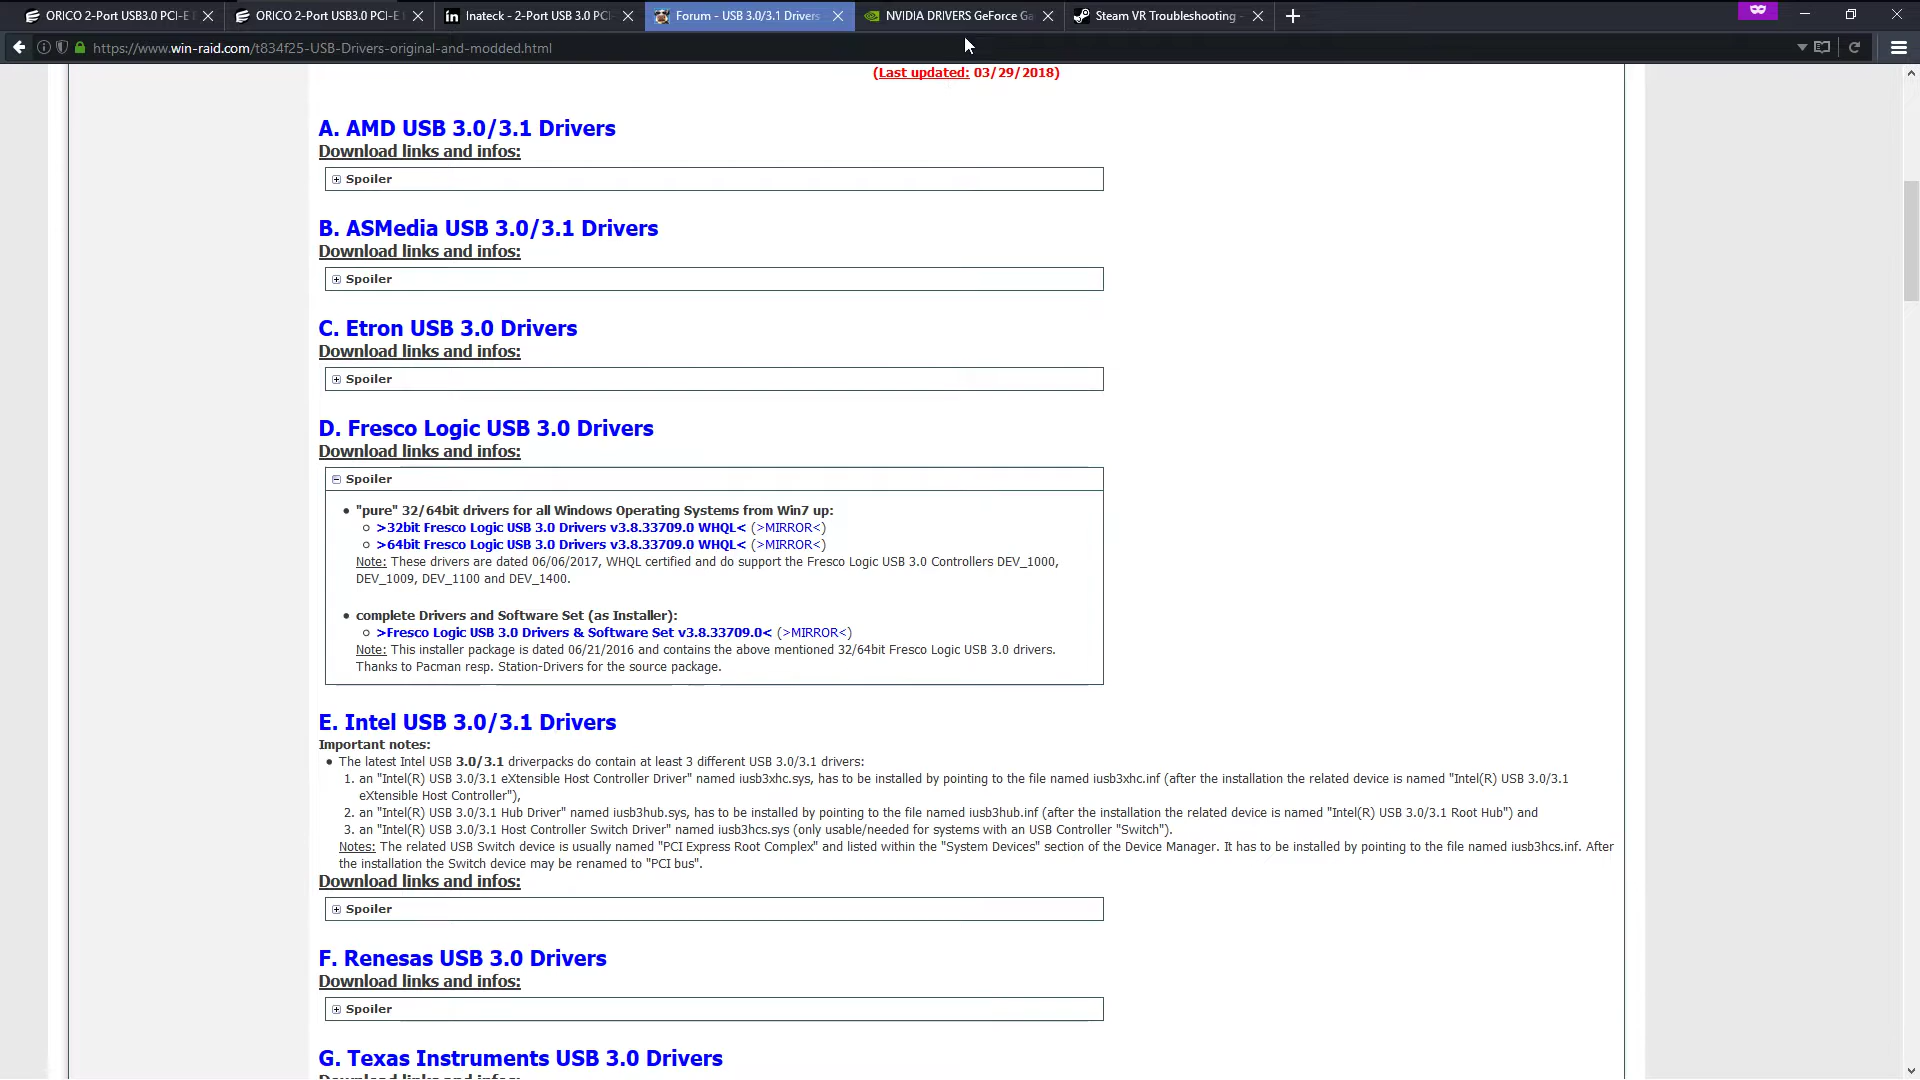 ORICO 2-Port USB3.0 PCI-E
ORICO 2-Port USB3.0 PCI-E
Inateck - 2-Port USB 3.0 PCI
Forum - USB 3.0/3.1 Drivers
NVIDIA DRIVERS GeForce Ga
Steam VR Troubleshooting -
https://www.win-raid.com/t834f25-USB-Drivers-original-and-modded.html
(Last updated: 03/29/2018)
A. AMD USB 3.0/3.1 Drivers
Download links and infos:
Spoiler
B. ASMedia USB 3.0/3.1 Drivers
Download links and infos:
Spoiler
C. Etron USB 3.0 Drivers
Download links and infos:
Spoiler
D. Fresco Logic USB 3.0 Drivers
Download links and infos:
Spoiler
"pure" 32/64bit drivers for all Windows Operating Systems from Win7 up:
>32bit Fresco Logic USB 3.0 Drivers v3.8.33709.0 WHQL< (>MIRROR<)
>64bit Fresco Logic USB 3.0 Drivers v3.8.33709.0 WHQL< (>MIRROR<)
Note: These drivers are dated 06/06/2017, WHQL certified and do support the Fresco Logic USB 3.0 Controllers DEV_1000,
DEV_1009, DEV_1100 and DEV_1400.
complete Drivers and Software Set (as Installer):
>Fresco Logic USB 3.0 Drivers & Software Set v3.8.33709.0< (>MIRROR<)
Note: This installer package is dated 06/21/2016 and contains the above mentioned 32/64bit Fresco Logic USB 3.0 drivers.
Thanks to Pacman resp. Station-Drivers for the source package.
E. Intel USB 3.0/3.1 Drivers
Important notes:
The latest Intel USB 3.0/3.1 driverpacks do contain at least 3 different USB 3.0/3.1 drivers:
1. an "Intel(R) USB 3.0/3.1 eXtensible Host Controller Driver" named iusb3xhc.sys, has to be installed by pointing to the file named iusb3xhc.inf (after the installation the related device is named "Intel(R) USB 3.0/3.1
eXtensible Host Controller"),
2. an "Intel(R) USB 3.0/3.1 Hub Driver" named iusb3hub.sys, has to be installed by pointing to the file named iusb3hub.inf (after the installation the related device is named "Intel(R) USB 3.0/3.1 Root Hub") and
3. an "Intel(R) USB 3.0/3.1 Host Controller Switch Driver" named iusb3hcs.sys (only usable/needed for systems with an USB Controller "Switch").
Notes: The related USB Switch device is usually named "PCI Express Root Complex" and listed within the "System Devices" section of the Device Manager. It has to be installed by pointing to the file named iusb3hcs.inf. After
the installation the Switch device may be renamed to "PCI bus".
Download links and infos:
Spoiler
F. Renesas USB 3.0 Drivers
Download links and infos:
Spoiler
G. Texas Instruments USB 3.0 Drivers
Download links and infos: